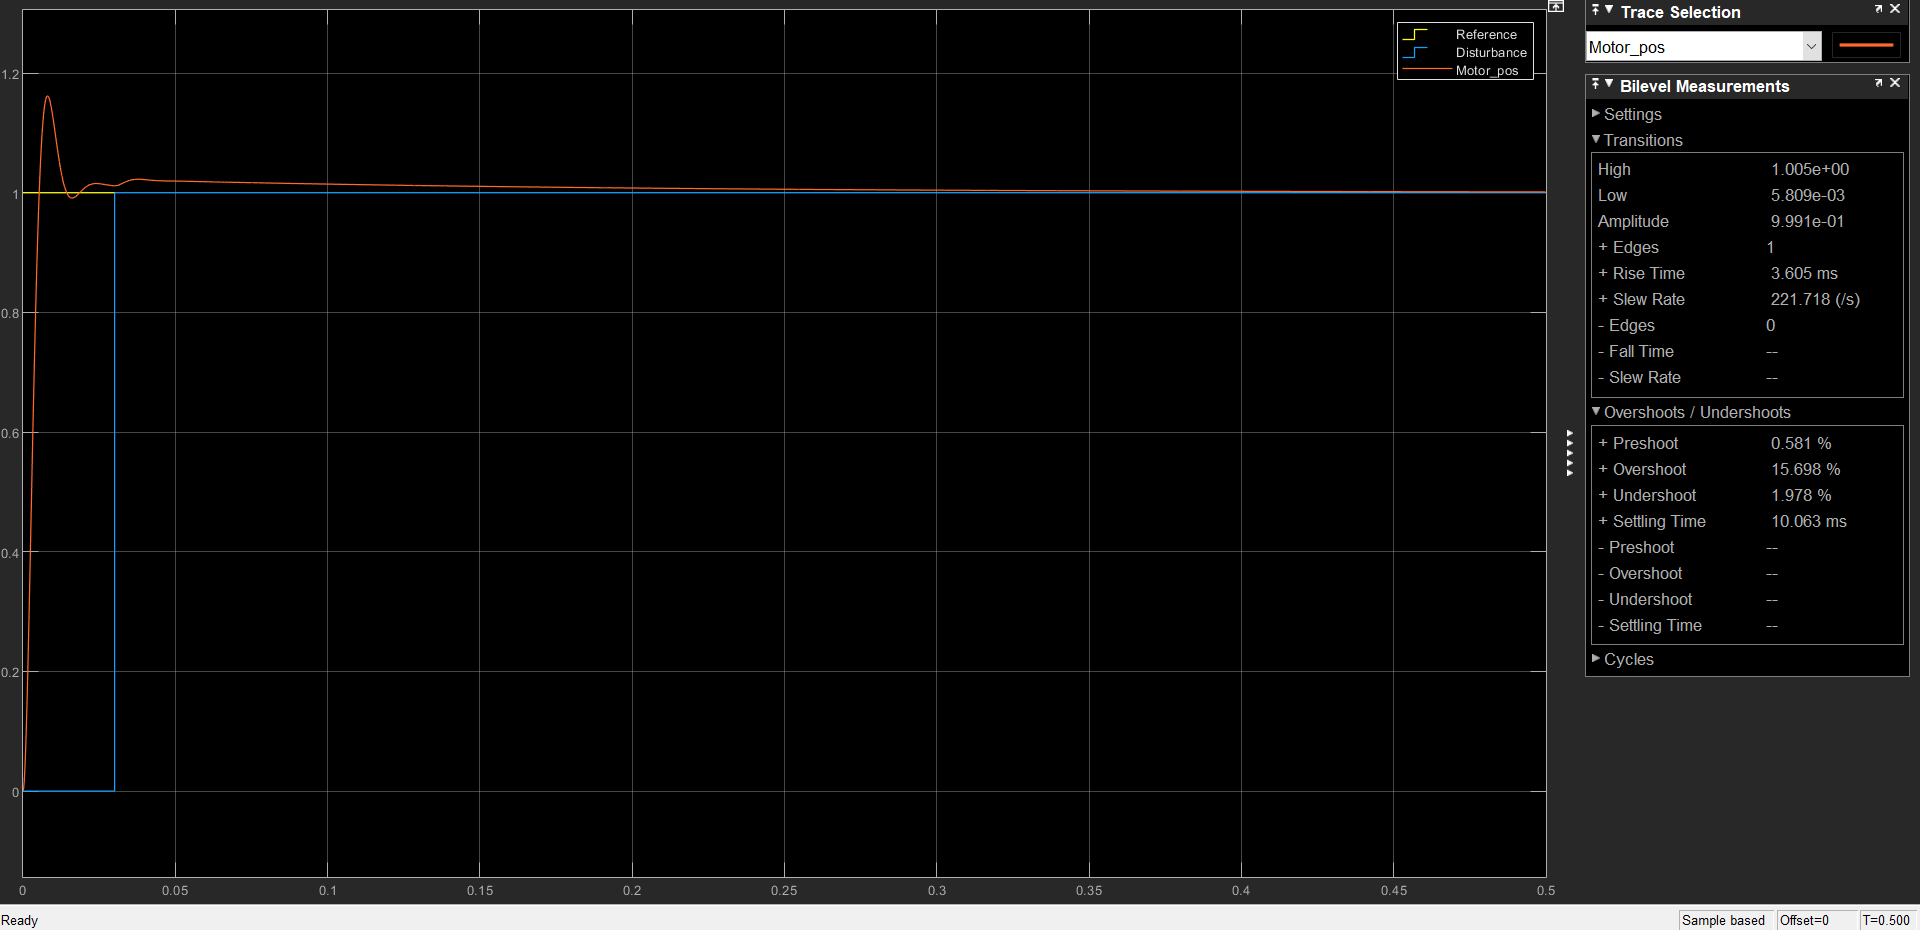 Reference
Disturbance
Motor_pos
1.2
1
0.8
0.6
0.4
0.2
0
0 0.05 0.1 0.15 0.2 0.25 0.3 0.35 0.4 0.45 0.5
Trace Selection
Motor_pos
Bilevel Measurements
Settings
Transitions
High 1.005e+00
Low 5.809e-03
Amplitude 9.991e-01
+ Edges 1
+ Rise Time 3.605 ms
+ Slew Rate 221.718 (/s)
- Edges 0
- Fall Time --
- Slew Rate --
Overshoots / Undershoots
+ Preshoot 0.581 %
+ Overshoot 15.698 %
+ Undershoot 1.978 %
+ Settling Time 10.063 ms
- Preshoot --
- Overshoot --
- Undershoot --
- Settling Time --
Cycles
Ready Sample based Offset=0 T=0.500